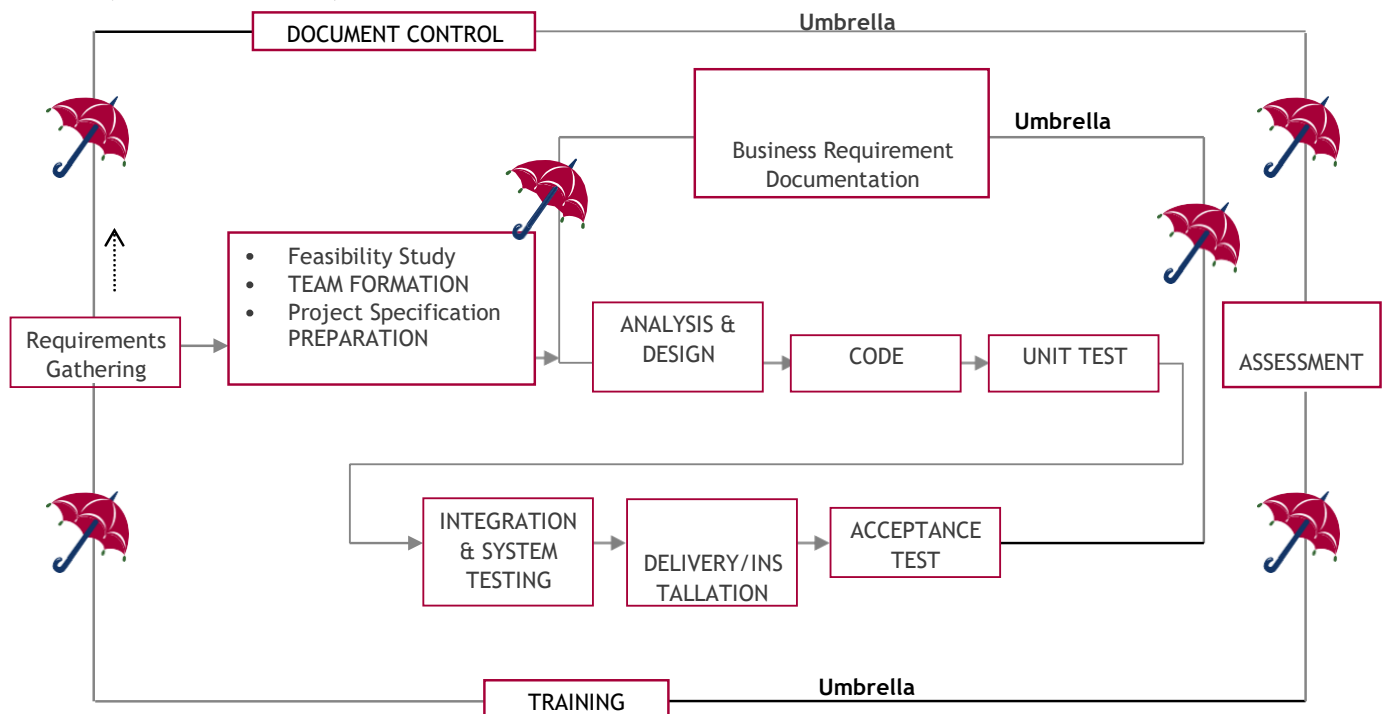 DOCUMENT CONTROL
Umbrella
Business Requirement
Documentation
Umbrella
• Feasibility Study
• TEAM FORMATION
• Project Specification
PREPARATION
Requirements
Gathering
ANALYSIS &
DESIGN
CODE
UNIT TEST
ASSESSMENT
INTEGRATION
& SYSTEM
TESTING
DELIVERY/INS
TALLATION
ACCEPTANCE
TEST
TRAINING
Umbrella